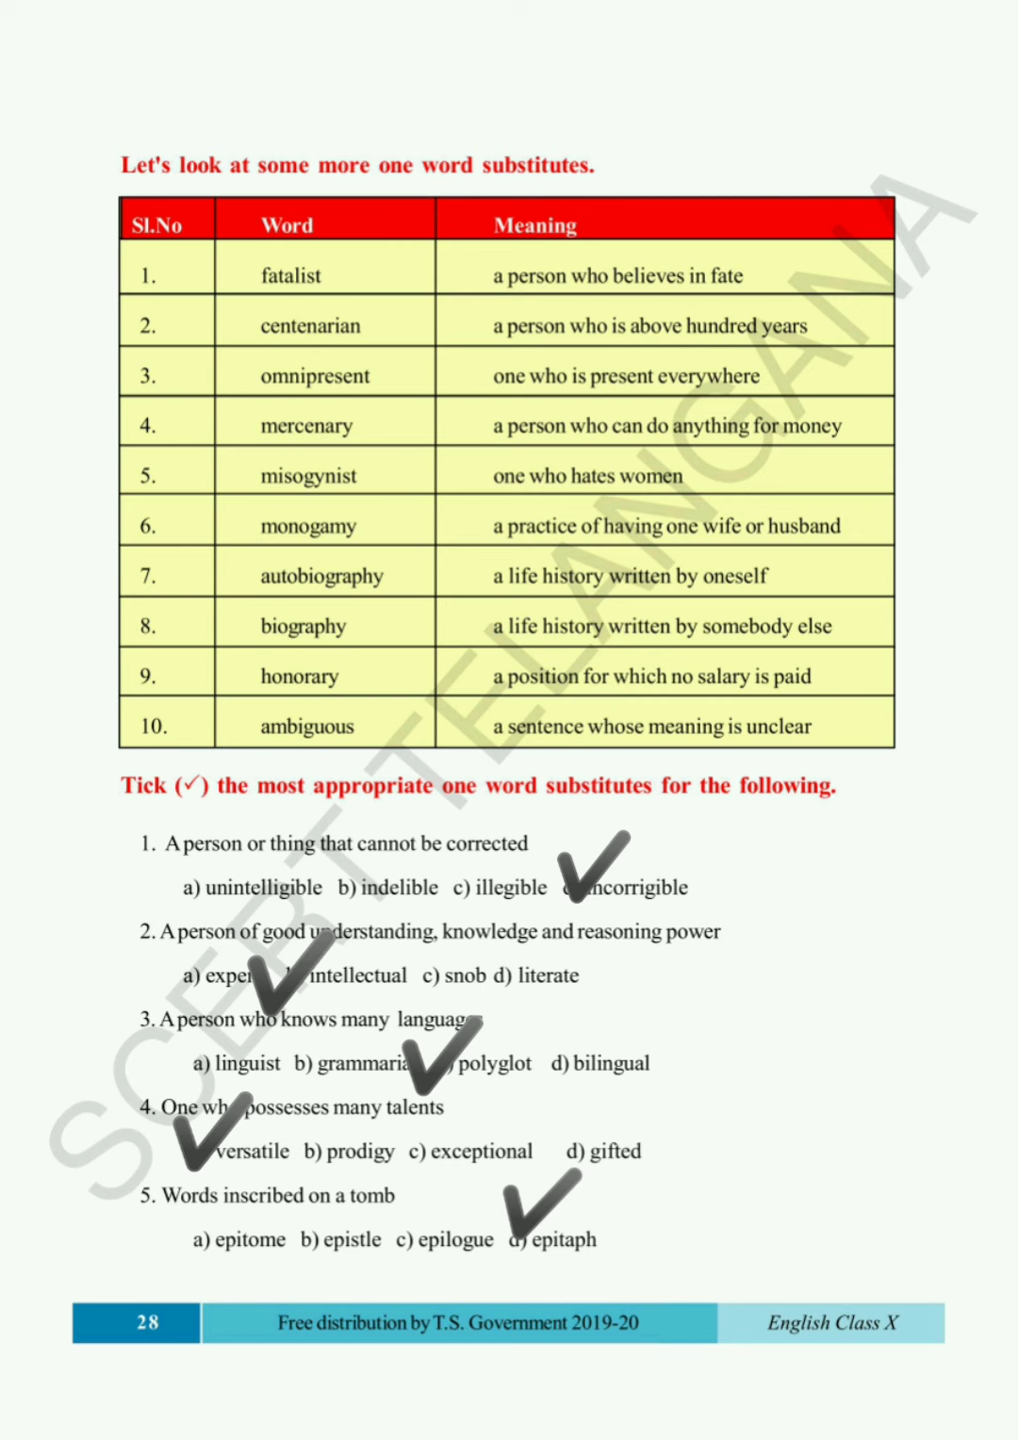 Let's look at some more one word substitutes.
Sl.No Word Meaning
1. fatalist a person who believes in fate
2. centenarian a person who is above hundred years
3. omnipresent one who is present everywhere
4. mercenary a person who can do anything for money
5. misogynist one who hates women
6. monogamy a practice of having one wife or husband
7. autobiography a life history written by oneself
8. biography a life history written by somebody else
9. honorary a position for which no salary is paid
10. ambiguous a sentence whose meaning is unclear
Tick (✓) the most appropriate one word substitutes for the following.
1. A person or thing that cannot be corrected
a) unintelligible b) indelible c) illegible incorrigible
2. A person of good understanding, knowledge and reasoning power
a) intellectual c) snob d) literate
3. A person who knows many languages
a) linguist b) polyglot d) bilingual
4. One who possesses many talents
versatile b) prodigy c) exceptional d) gifted
5. Words inscribed on a tomb
a) epitome b) epistle c) epilogue d) epitaph
28 Free distribution by T.S. Government 2019-20 English Class X
SCERT TELANGANA